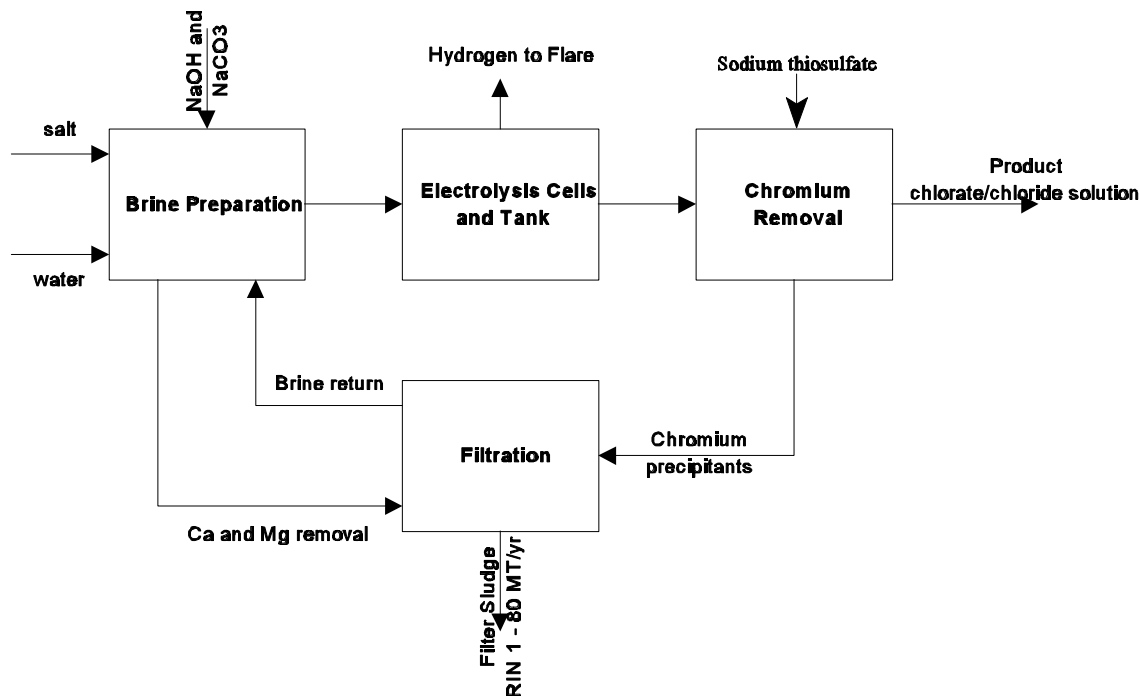 NaOH and
NaCO3
Hydrogen to Flare
Sodium thiosulfate
salt
Brine Preparation
Electrolysis Cells
and Tank
Chromium
Removal
Product
chlorate/chloride solution
water
Brine return
Filtration
Chromium
precipitants
Ca and Mg removal
Filter Sludge
RIN 1 - 80 MT/yr